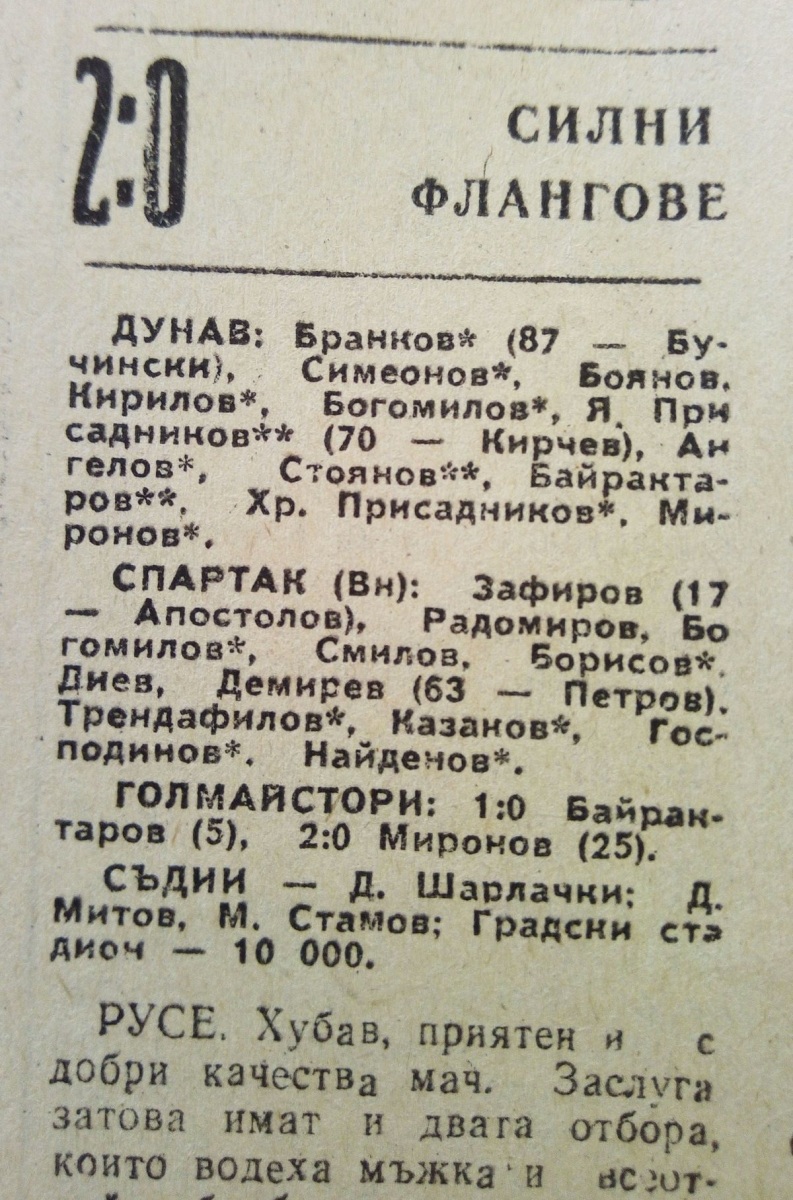 2:0
СИЛНИ
ФЛАНГОВЕ
ДУНАВ: Бранков* (87 — Бу-
чински), Симеонов*, Боянов,
Кирилов*, Богомилов*, Я. При
садников** (70 — Кирчев), Ан
гелов*, Стоянов**, Байракта-
ров**, Хр. Присадников*, Ми-
ронов*.
СПАРТАК (Вн): Зафиров (17
— Апостолов), Радомиров, Бо
гомилов*, Смилов, Борисов*,
Диев, Демирев (63 — Петров),
Трендафилов*, Казаков*, Гос-
подинов*, Найденов*.
ГОЛМАЙСТОРИ: 1:0 Байрак-
таров (5), 2:0 Миронов (25).
СЪДИИ — Д. Шарлачки; Д.
Митов, М. Стамов; Градски ста
дион — 10 000.
РУСЕ. Хубав, приятен и с
добри качества мач. Заслуга
затова имат и двата отбора,
които водеха мъжка и всеот-